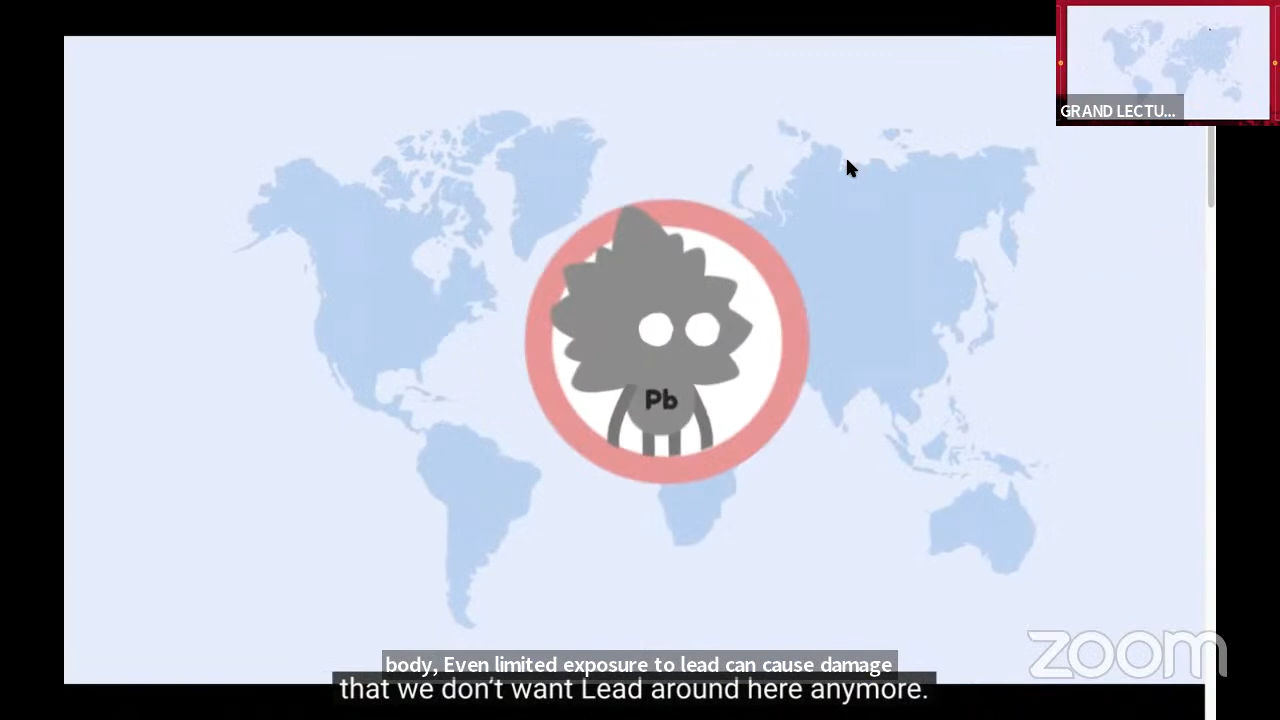 GRAND LECTU...
Pb
body, Even limited exposure to lead can cause damage
that we don't want Lead around here anymore.
zoom